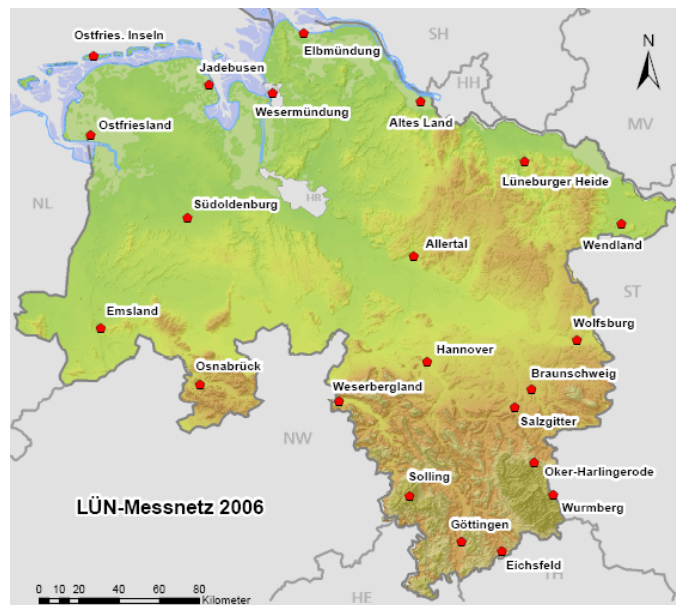 Ostfries. Inseln
Elbmündung
SH
N
Jadebusen
HH
Wesermündung
Altes Land
MV
Ostfriesland
Lüneburger Heide
NL
HB
Südoldenburg
Wendland
Allertal
ST
Emsland
Wolfsburg
Hannover
Osnabrück
Braunschweig
Weserbergland
Salzgitter
NW
Oker-Harlingerode
Solling
LÜN-Messnetz 2006
Wurmberg
Göttingen
Eichsfeld
TH
HE
0 10 20 40 60 80
Kilometer